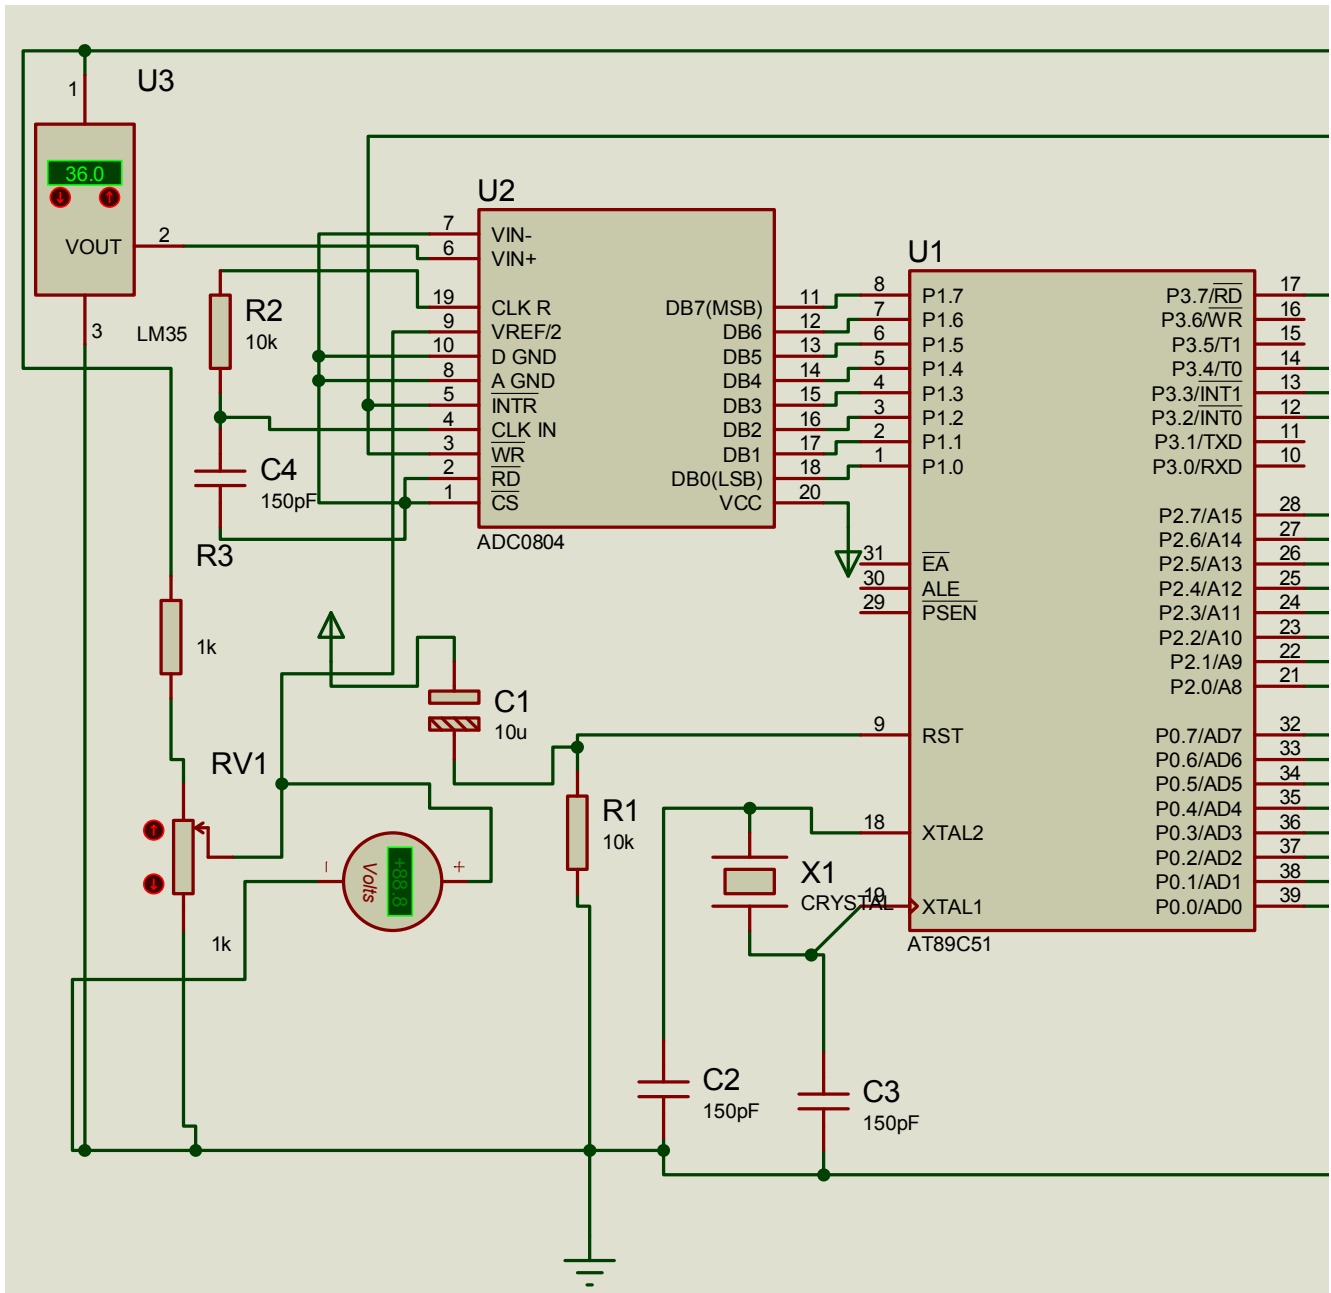 U3
1
36.0
VOUT
2
3
LM35
R2
10k
C4
150pF
R3
1k
RV1
1k
U2
7
VIN-
6
VIN+
19
CLK R
9
VREF/2
10
D GND
8
A GND
5
INTR
4
CLK IN
3
WR
2
RD
1
CS
DB7(MSB)
11
DB6
12
DB5
13
DB4
14
DB3
15
DB2
16
DB1
17
DB0(LSB)
18
VCC
20
ADC0804
C1
10u
R1
10k
+88.8
Volts
+
X1
CRYSTAL
C2
150pF
C3
150pF
U1
8
P1.7
7
P1.6
6
P1.5
5
P1.4
4
P1.3
3
P1.2
2
P1.1
1
P1.0
31
EA
30
ALE
29
PSEN
9
RST
18
XTAL2
19
XTAL1
P3.7/RD
17
P3.6/WR
16
P3.5/T1
15
P3.4/T0
14
P3.3/INT1
13
P3.2/INT0
12
P3.1/TXD
11
P3.0/RXD
10
P2.7/A15
28
P2.6/A14
27
P2.5/A13
26
P2.4/A12
25
P2.3/A11
24
P2.2/A10
23
P2.1/A9
22
P2.0/A8
21
P0.7/AD7
32
P0.6/AD6
33
P0.5/AD5
34
P0.4/AD4
35
P0.3/AD3
36
P0.2/AD2
37
P0.1/AD1
38
P0.0/AD0
39
AT89C51